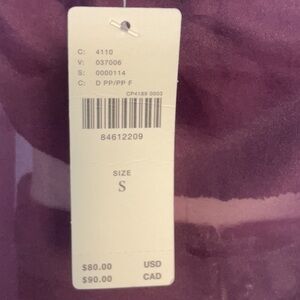 C: 4110
V: 037006
S: 0000114
C: D PP/PP F
CP4189 0003
84612209
SIZE
S
$80.00 USD
$90.00 CAD